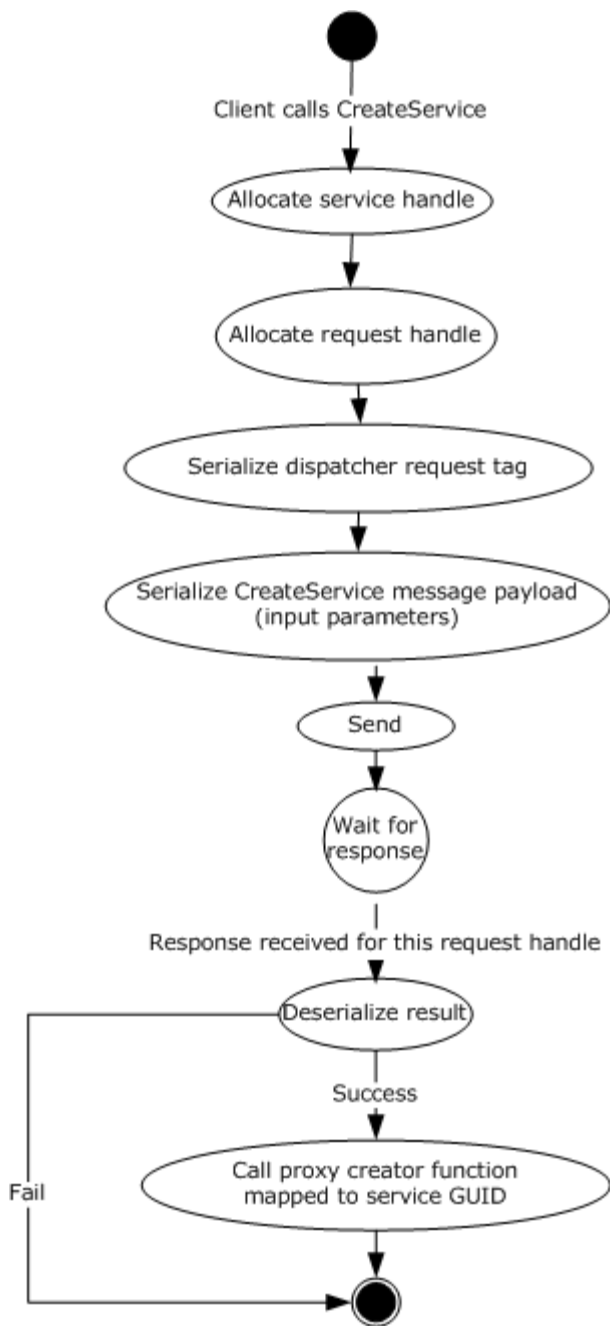 Client calls CreateService
Allocate service handle
Allocate request handle
Serialize dispatcher request tag
Serialize CreateService message payload
(input parameters)
Send
Wait for
response
Response received for this request handle
Deserialize result
Success
Call proxy creator function
mapped to service GUID
Fail